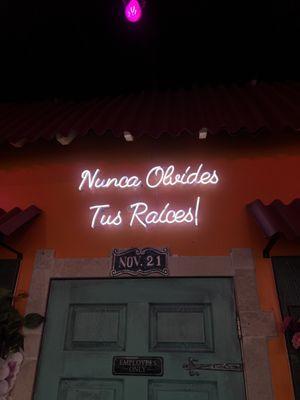 Nunca Olvides
Tus Raíces!
NOV. 21
EMPLOYEES
ONLY